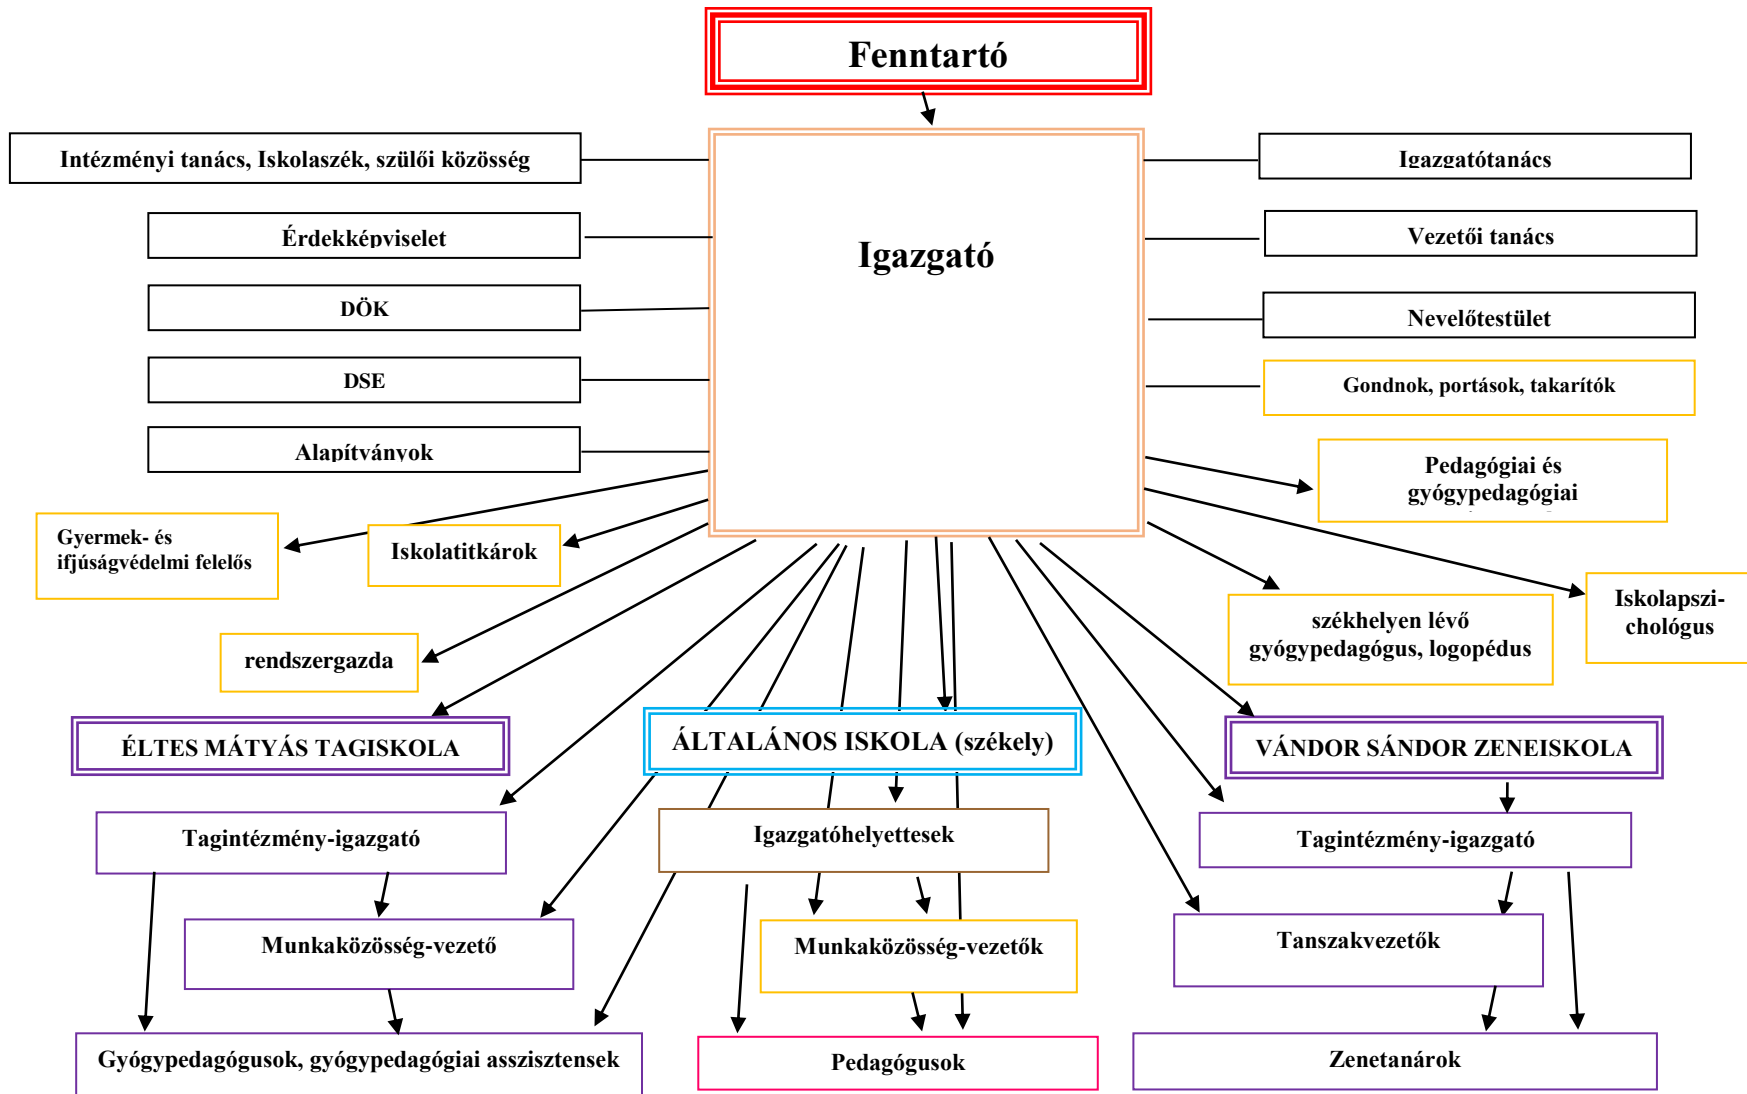 Fenntartó
Intézményi tanács, Iskolaszék, szülői közösség
Igazgatótanács
Érdekképviselet
Igazgató
Vezetői tanács
DÖK
Nevelőtestület
DSE
Gondnok, portások, takarítók
Alapítványok
Pedagógiai és
gyógypedagógiai
Gyermek- és
ifjúságvédelmi felelős
Iskolatitkárok
Iskolapszi-
chológus
székhelyen lévő
gyógypedagógus, logopédus
rendszergazda
ÉLTES MÁTYÁS TAGISKOLA
ÁLTALÁNOS ISKOLA (székely)
VÁNDOR SÁNDOR ZENEISKOLA
Tagintézmény-igazgató
Igazgatóhelyettesek
Tagintézmény-igazgató
Munkaközösség-vezető
Munkaközösség-vezetők
Tanszakvezetők
Gyógypedagógusok, gyógypedagógiai asszisztensek
Pedagógusok
Zenetanárok